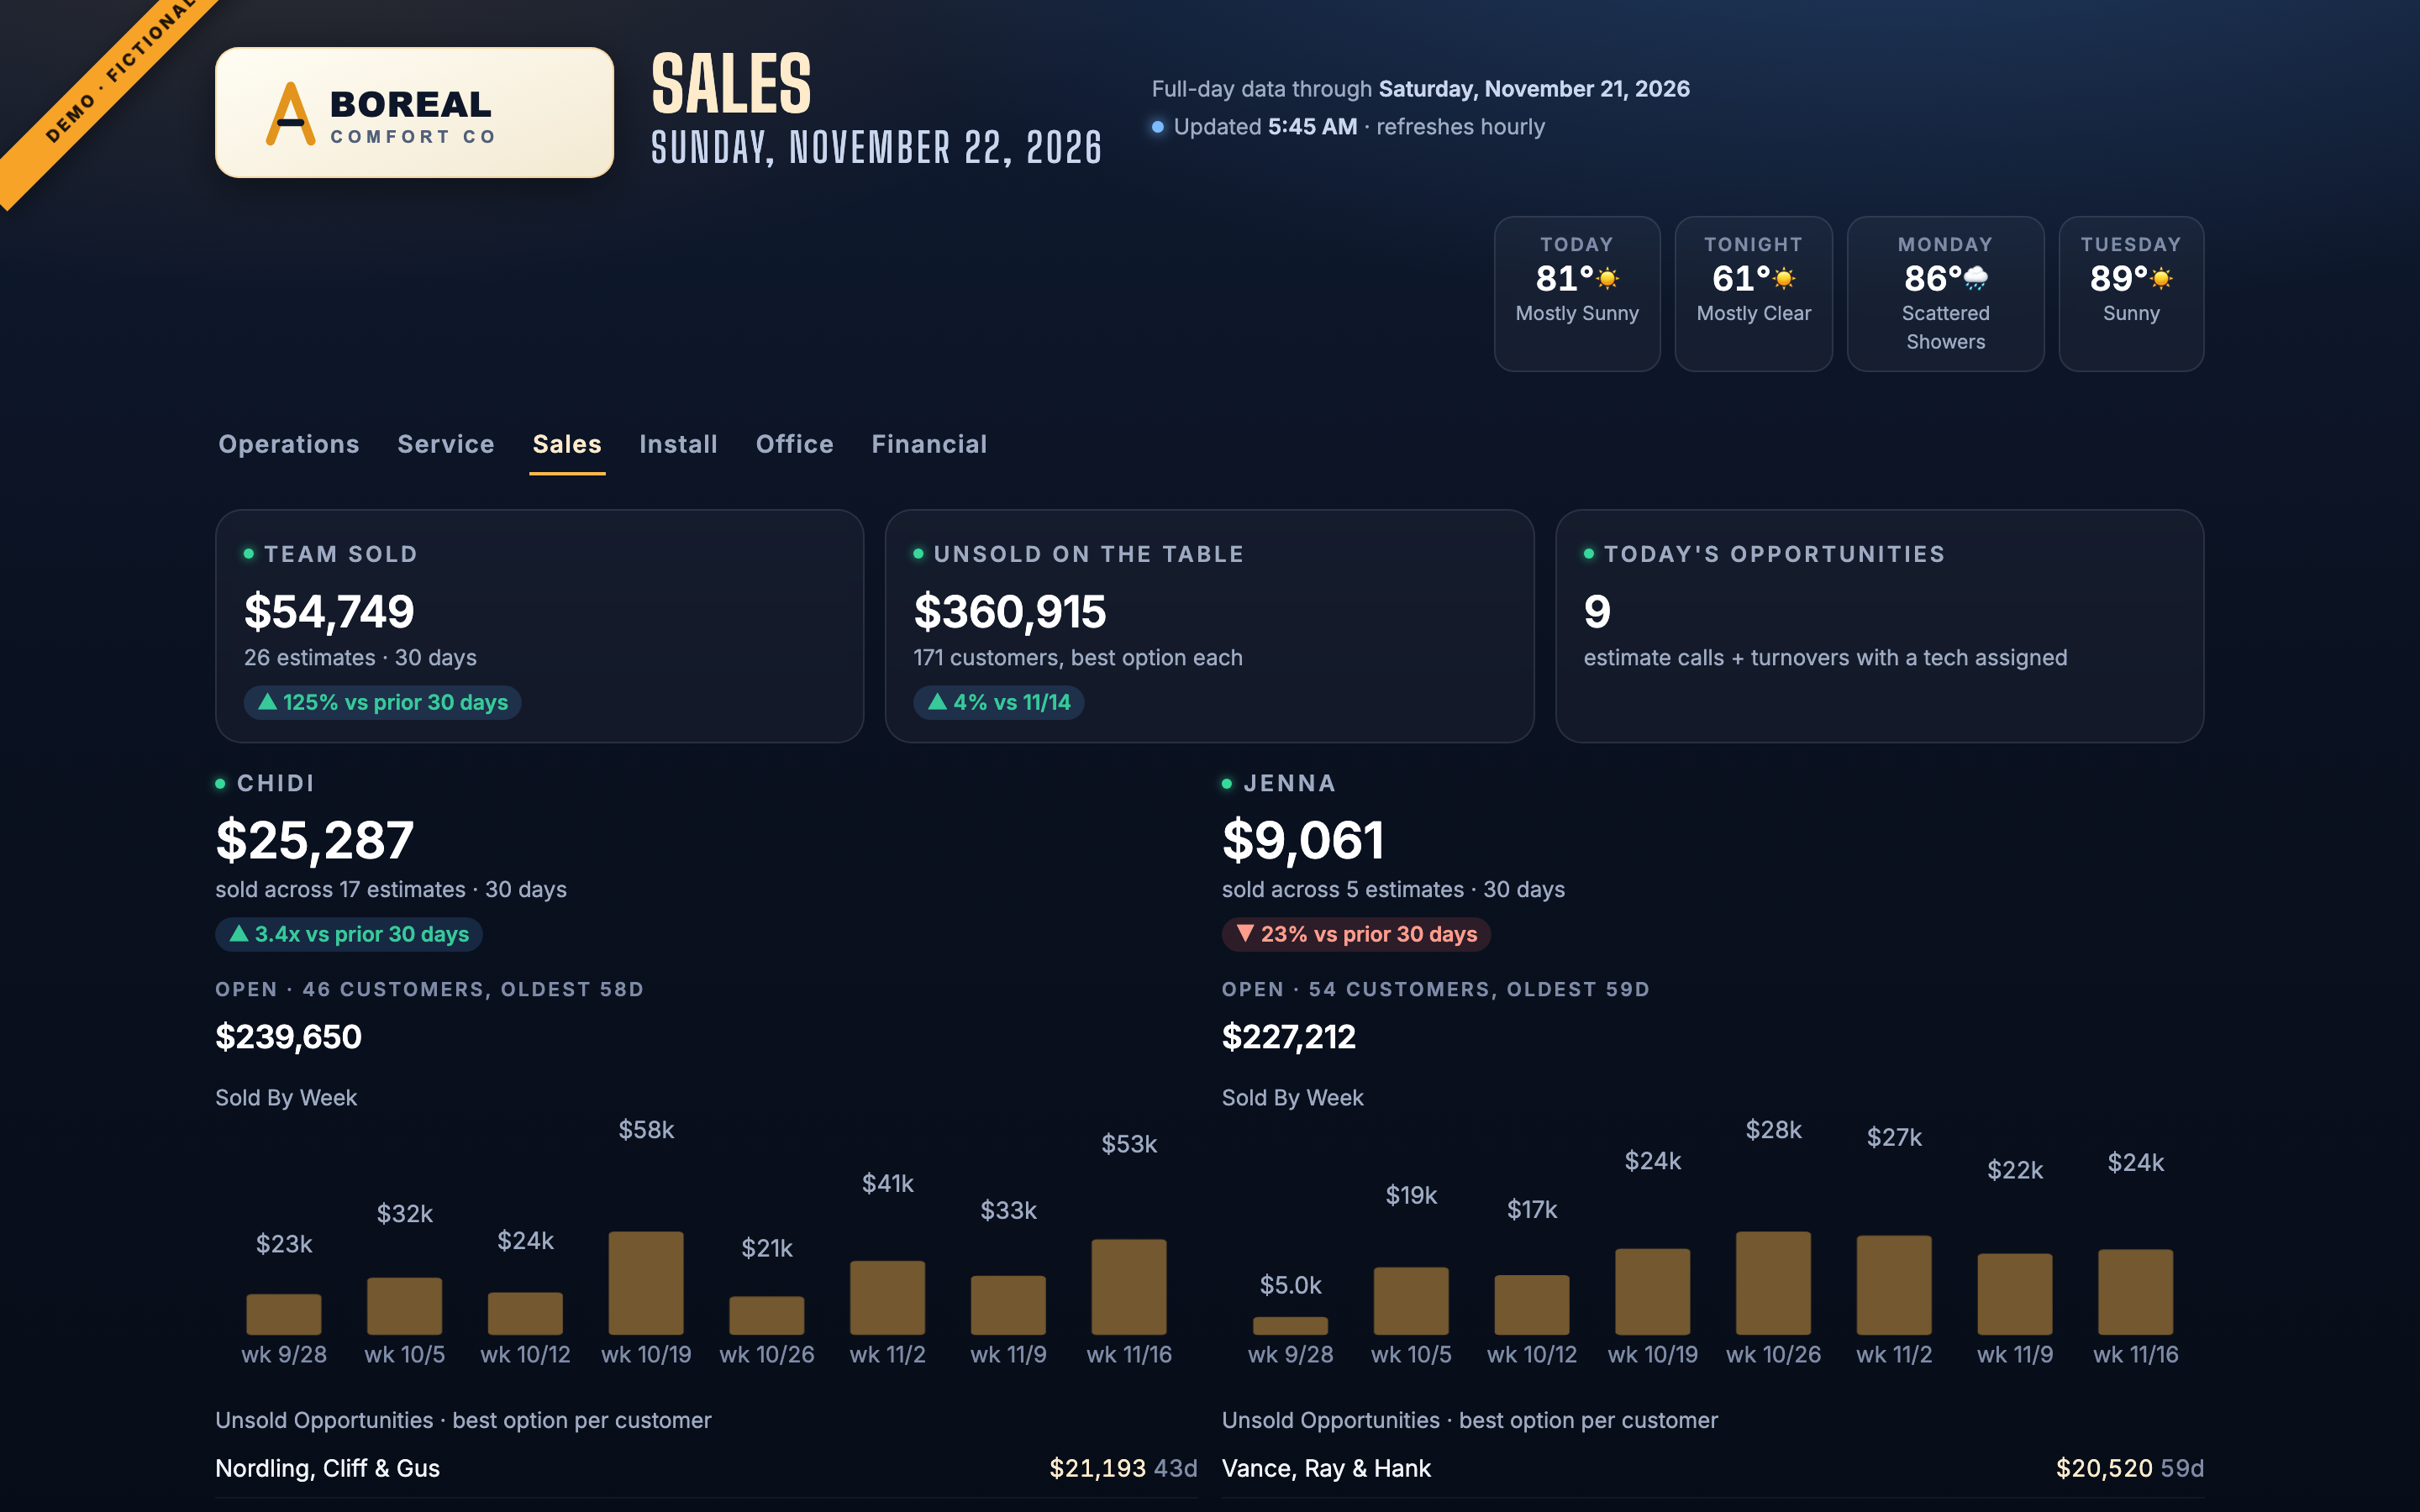 DEMO · FICTIONAL
BOREAL
COMFORT CO
SALES
SUNDAY, NOVEMBER 22, 2026
Full-day data through Saturday, November 21, 2026
Updated 5:45 AM · refreshes hourly
TODAY
81°
Mostly Sunny
TONIGHT
61°
Mostly Clear
MONDAY
86°
Scattered
Showers
TUESDAY
89°
Sunny
Operations Service Sales Install Office Financial
TEAM SOLD
$54,749
26 estimates · 30 days
▲ 125% vs prior 30 days
UNSOLD ON THE TABLE
$360,915
171 customers, best option each
▲ 4% vs 11/14
TODAY'S OPPORTUNITIES
9
estimate calls + turnovers with a tech assigned
CHIDI
$25,287
sold across 17 estimates · 30 days
▲ 3.4x vs prior 30 days
OPEN · 46 CUSTOMERS, OLDEST 58D
$239,650
Sold By Week
$23k $32k $24k $58k $21k $41k $33k $53k
wk 9/28 wk 10/5 wk 10/12 wk 10/19 wk 10/26 wk 11/2 wk 11/9 wk 11/16
Unsold Opportunities · best option per customer
Nordling, Cliff & Gus $21,193 43d
JENNA
$9,061
sold across 5 estimates · 30 days
▼ 23% vs prior 30 days
OPEN · 54 CUSTOMERS, OLDEST 59D
$227,212
Sold By Week
$5.0k $19k $17k $24k $28k $27k $22k $24k
wk 9/28 wk 10/5 wk 10/12 wk 10/19 wk 10/26 wk 11/2 wk 11/9 wk 11/16
Unsold Opportunities · best option per customer
Vance, Ray & Hank $20,520 59d